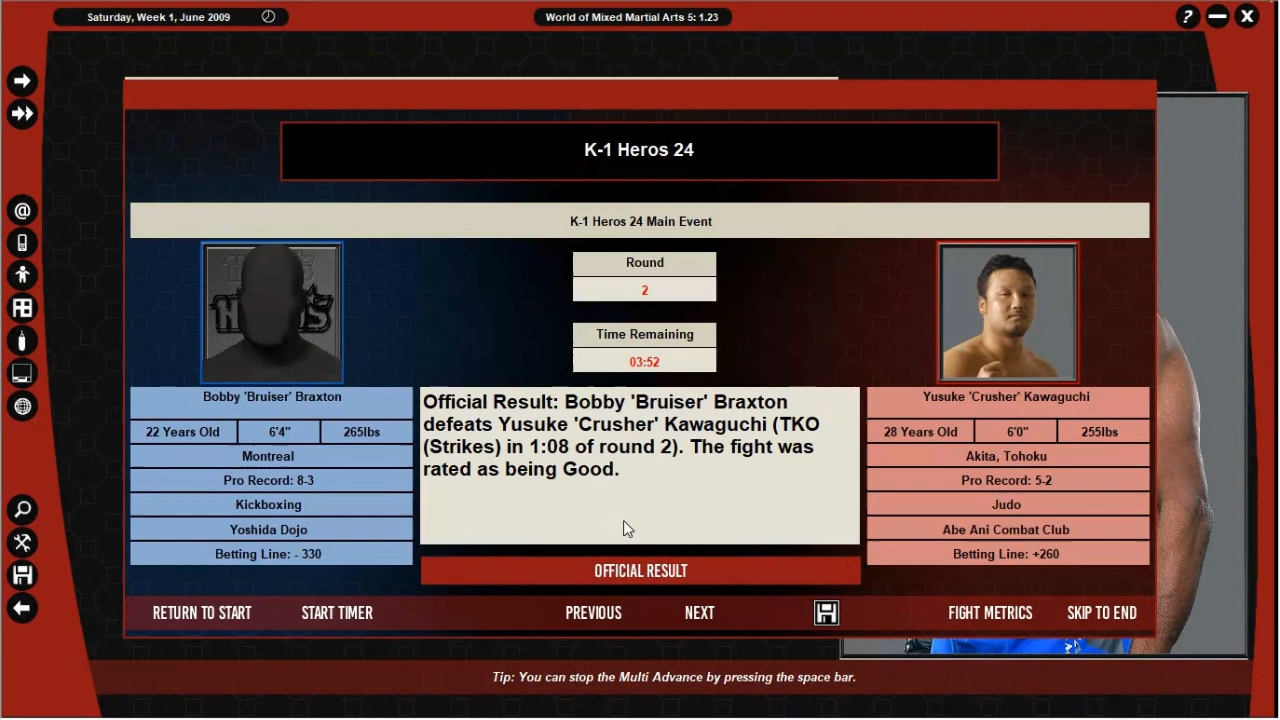 Saturday, Week 1, June 2009
World of Mixed Martial Arts 5: 1.23
?
X
@
K-1 Heros 24
K-1 Heros 24 Main Event
Round
2
Time Remaining
03:52
Bobby 'Bruiser' Braxton
22 Years Old
6'4"
265lbs
Montreal
Pro Record: 8-3
Kickboxing
Yoshida Dojo
Betting Line: - 330
Official Result: Bobby 'Bruiser' Braxton
defeats Yusuke 'Crusher' Kawaguchi (TKO
(Strikes) in 1:08 of round 2). The fight was
rated as being Good.
OFFICIAL RESULT
Yusuke 'Crusher' Kawaguchi
28 Years Old
6'0"
255lbs
Akita, Tohoku
Pro Record: 5-2
Judo
Abe Ani Combat Club
Betting Line: +260
RETURN TO START
START TIMER
PREVIOUS
NEXT
FIGHT METRICS
SKIP TO END
Tip: You can stop the Multi Advance by pressing the space bar.